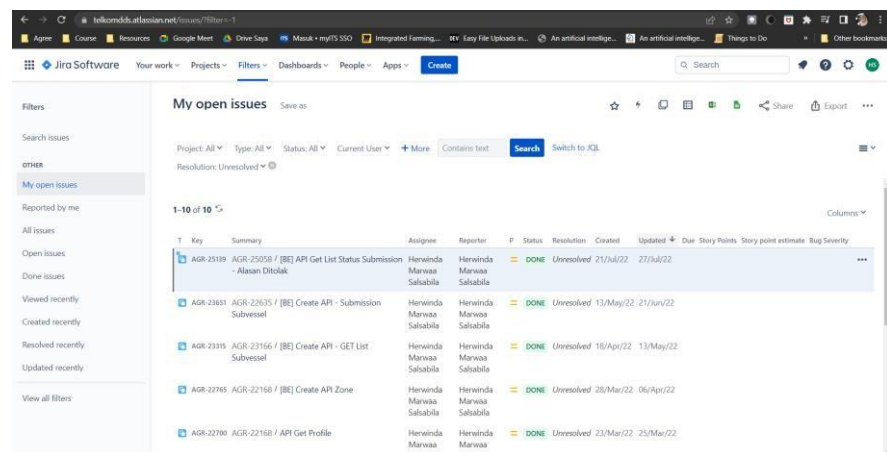 telkomdds.atlassian.net/issues/?filter=-1
Agree Course Resources Google Meet Drive Saya Masuk • myITS SSO Integrated Farming,... DEV Easy File Uploads in... An artificial intellige... An artificial intellige... Things to Do » Other bookmarks
Jira Software Your work Projects Filters Dashboards People Apps Create Search HS
Filters
My open issues Save as Share Export
Search issues
Project: All Type: All Status: All Current User + More Contains text Search Switch to JQL
OTHER
Resolution: Unresolved
My open issues
Reported by me
1–10 of 10
Columns
All issues
Open issues
Done issues
Viewed recently
Created recently
Resolved recently
Updated recently
View all filters
T Key Summary Assignee Reporter P Status Resolution Created Updated Due Story Points Story point estimate Bug Severity
AGR-25139 AGR-25058 / [BE] API Get List Status Submission Herwinda Herwinda DONE Unresolved 21/Jul/22 27/Jul/22
- Alasan Ditolak Marwaa Marwaa
Salsabila Salsabila
AGR-23651 AGR-22635 / [BE] Create API - Submission Herwinda Herwinda DONE Unresolved 13/May/22 21/Jun/22
Subvessel Marwaa Marwaa
Salsabila Salsabila
AGR-23315 AGR-23166 / [BE] Create API - GET List Herwinda Herwinda DONE Unresolved 18/Apr/22 13/May/22
Subvessel Marwaa Marwaa
Salsabila Salsabila
AGR-22765 AGR-22168 / [BE] Create API Zone Herwinda Herwinda DONE Unresolved 28/Mar/22 06/Apr/22
Marwaa Marwaa
Salsabila Salsabila
AGR-22700 AGR-22168 / API Get Profile Herwinda Herwinda DONE Unresolved 23/Mar/22 25/Mar/22
Marwaa Marwaa